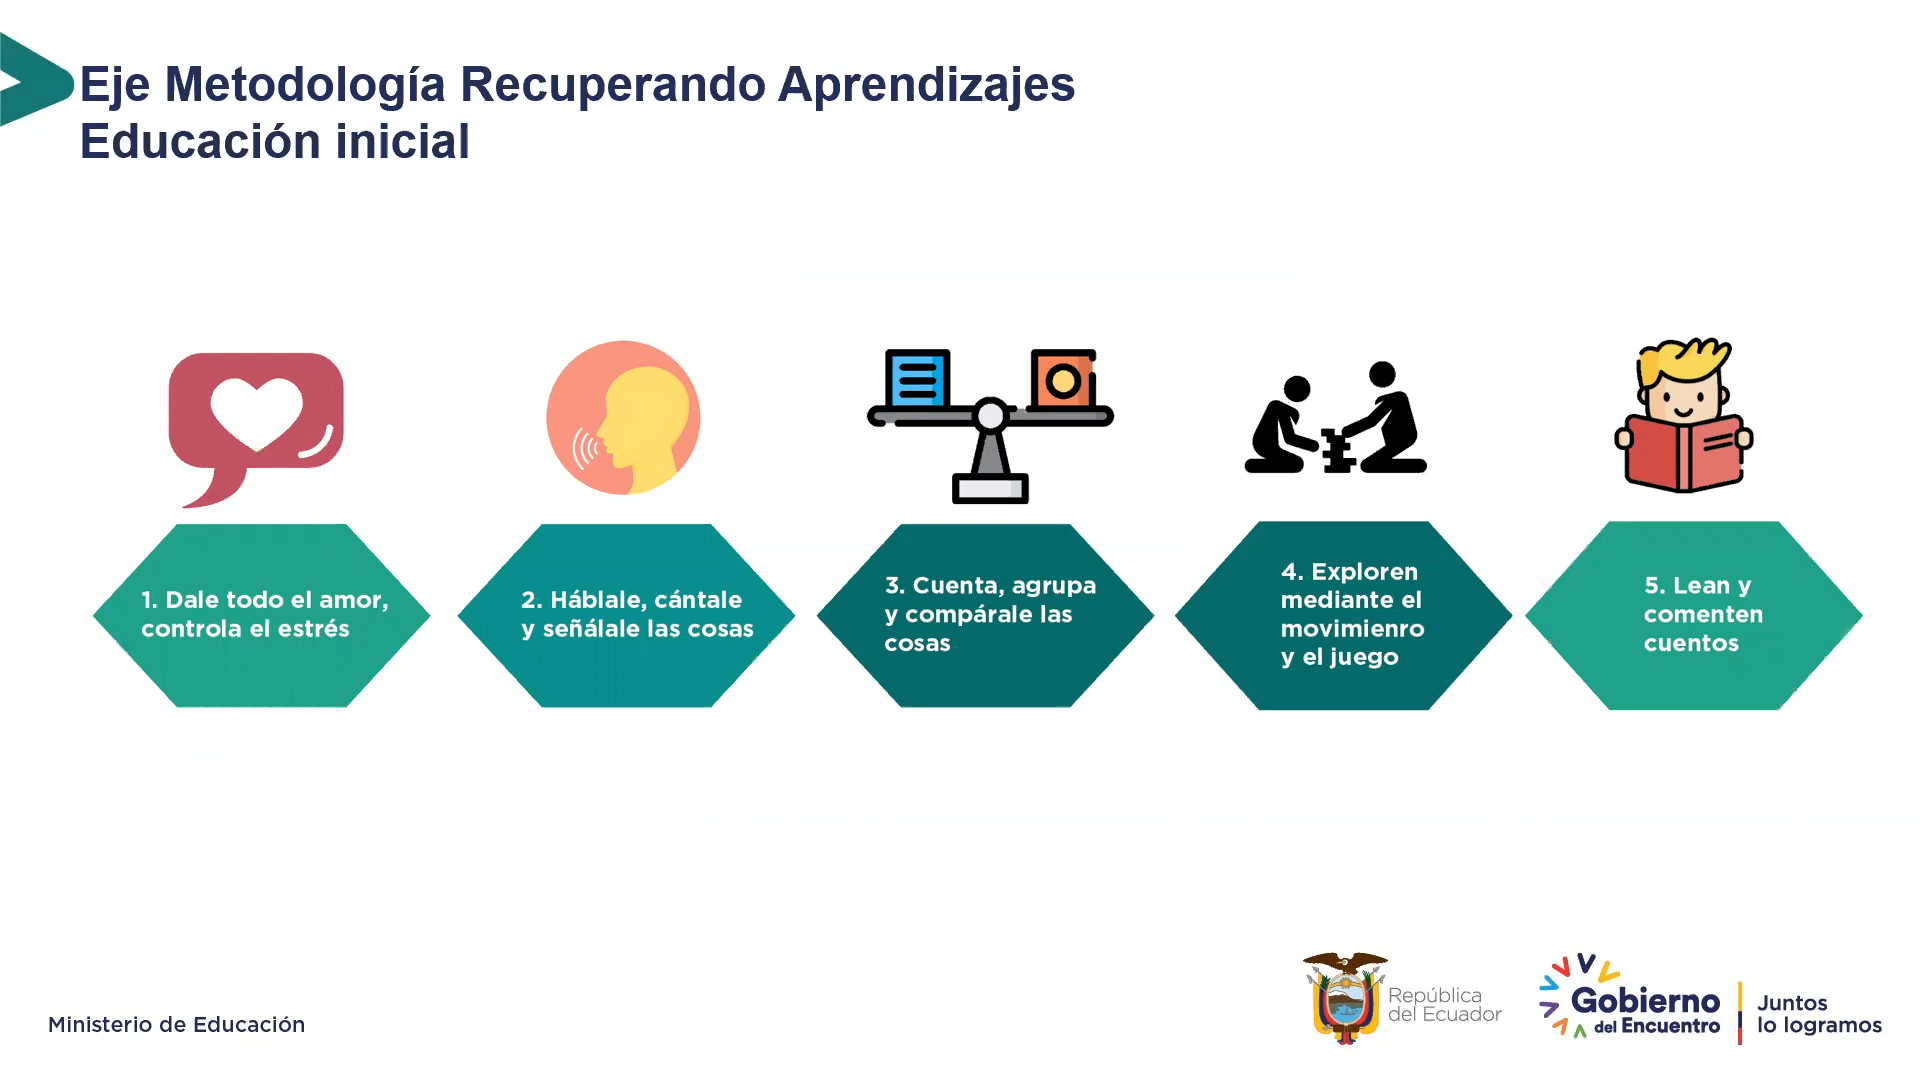 Eje Metodología Recuperando Aprendizajes
Educación inicial
1. Dale todo el amor,
controla el estrés
2. Háblale, cántale
y señálale las cosas
3. Cuenta, agrupa
y compárale las
cosas
4. Exploren
mediante el
movimienro
y el juego
5. Lean y
comenten
cuentos
Ministerio de Educación
República
del Ecuador
Gobierno
del Encuentro
Juntos
lo logramos